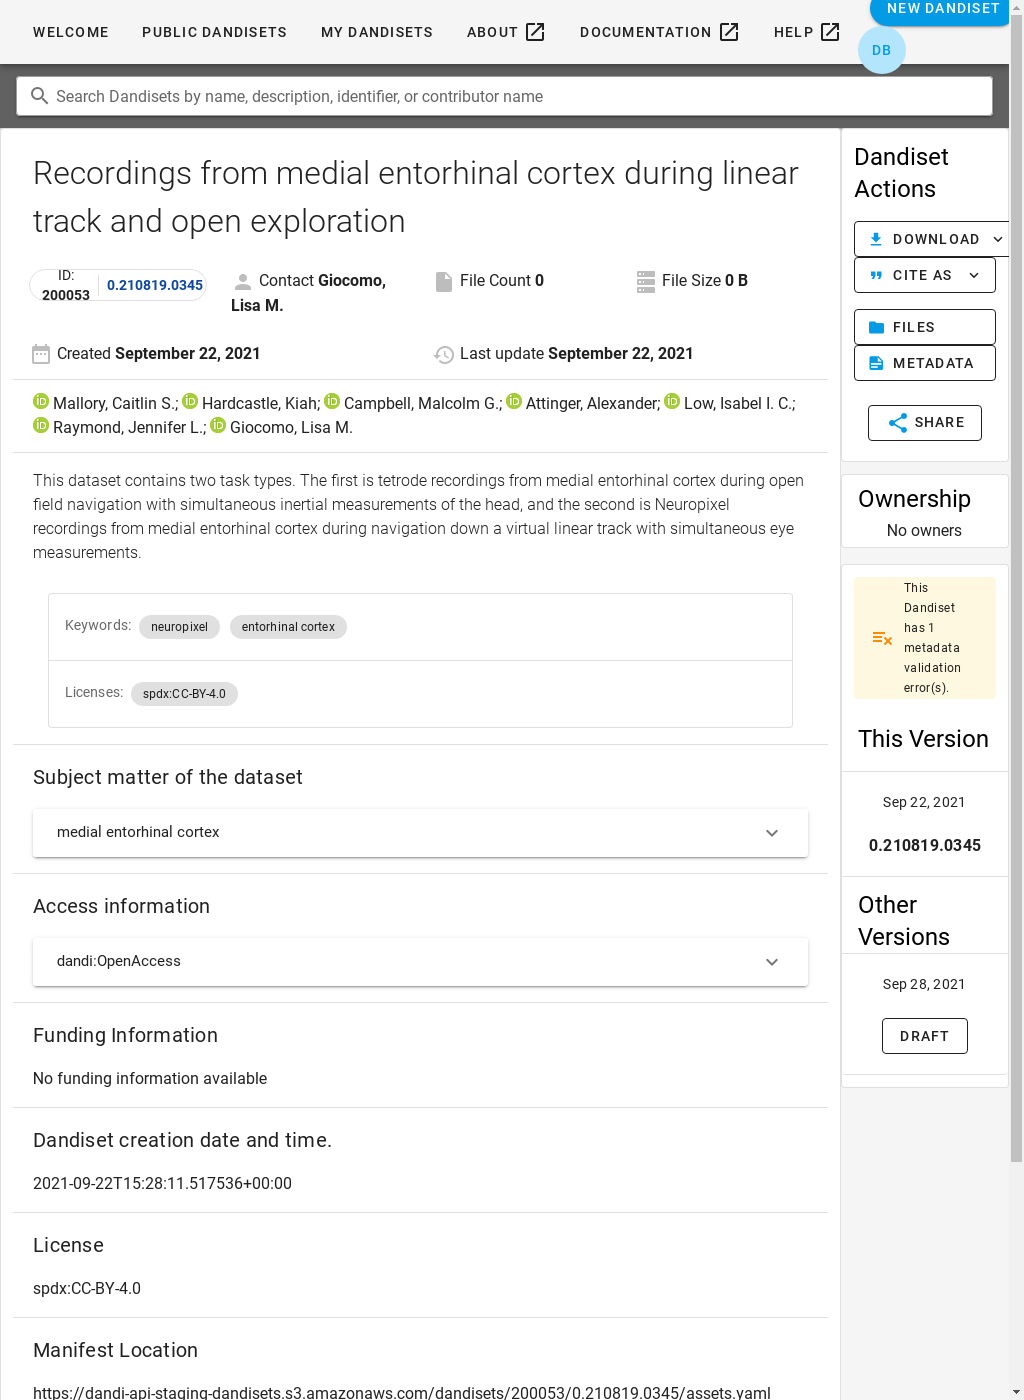 WELCOME
PUBLIC DANDISETS
MY DANDISETS
ABOUT
DOCUMENTATION
HELP
NEW DANDISET
DB
Search Dandisets by name, description, identifier, or contributor name
Recordings from medial entorhinal cortex during linear
track and open exploration
ID:
200053
0.210819.0345
Contact Giocomo,
Lisa M.
File Count 0
File Size 0 B
Created September 22, 2021
Last update September 22, 2021
Mallory, Caitlin S.; Hardcastle, Kiah; Campbell, Malcolm G.; Attinger, Alexander; Low, Isabel I. C.;
Raymond, Jennifer L.; Giocomo, Lisa M.
This dataset contains two task types. The first is tetrode recordings from medial entorhinal cortex during open
field navigation with simultaneous inertial measurements of the head, and the second is Neuropixel
recordings from medial entorhinal cortex during navigation down a virtual linear track with simultaneous eye
measurements.
Keywords: neuropixel entorhinal cortex
Licenses: spdx:CC-BY-4.0
Subject matter of the dataset
medial entorhinal cortex
Access information
dandi:OpenAccess
Funding Information
No funding information available
Dandiset creation date and time.
2021-09-22T15:28:11.517536+00:00
License
spdx:CC-BY-4.0
Manifest Location
https://dandi-api-staging-dandisets.s3.amazonaws.com/dandisets/200053/0.210819.0345/assets.yaml
Dandiset
Actions
DOWNLOAD
CITE AS
FILES
METADATA
SHARE
Ownership
No owners
This
Dandiset
has 1
metadata
validation
error(s).
This Version
Sep 22, 2021
0.210819.0345
Other
Versions
Sep 28, 2021
DRAFT